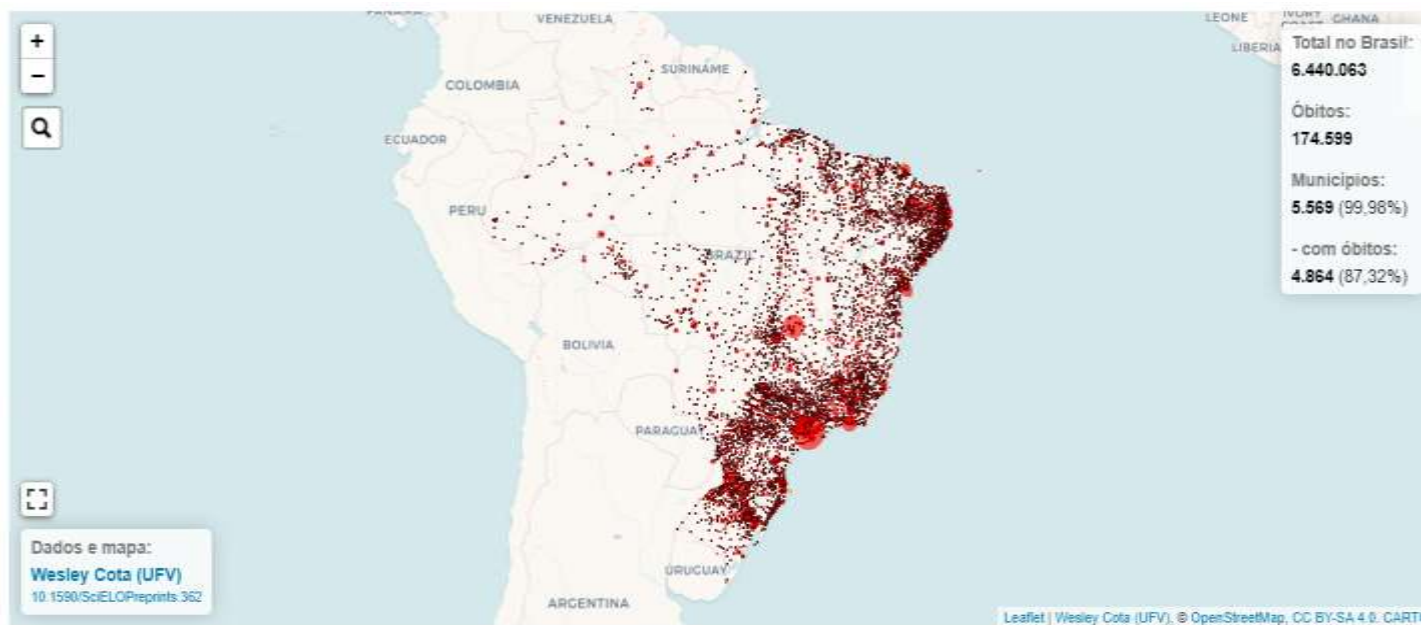 VENEZUELA
LEONE
GHANA
LIBERIA
COLOMBIA
SURINAME
ECUADOR
PERU
BRAZIL
BOLIVIA
PARAGUAY
URUGUAY
ARGENTINA
+
−
Total no Brasil:
6.440.063
Óbitos:
174.599
Municípios:
5.569 (99,98%)
- com óbitos:
4.864 (87,32%)
Dados e mapa:
Wesley Cota (UFV)
10.1590/SciELOPreprints.362
Leaflet | Wesley Cota (UFV), © OpenStreetMap, CC BY-SA 4.0. CART